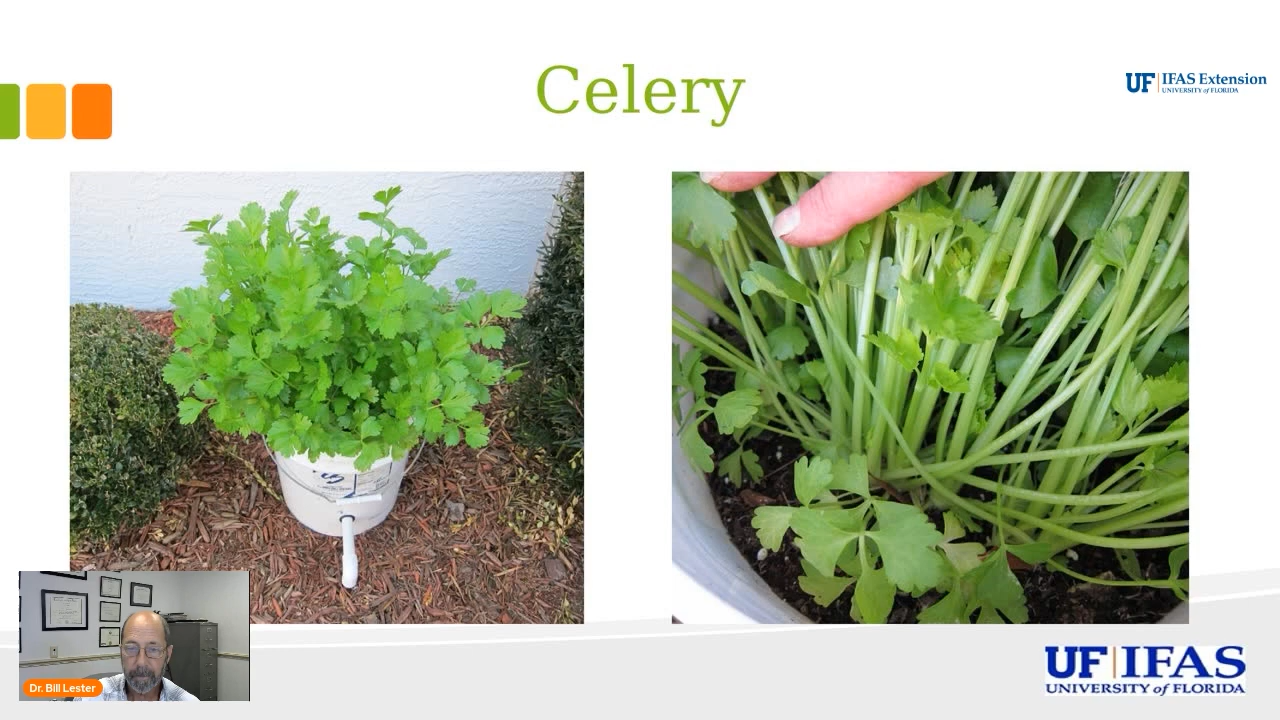 Celery
UF IFAS Extension
UNIVERSITY of FLORIDA
Dr. Bill Lester
UF IFAS
UNIVERSITY of FLORIDA